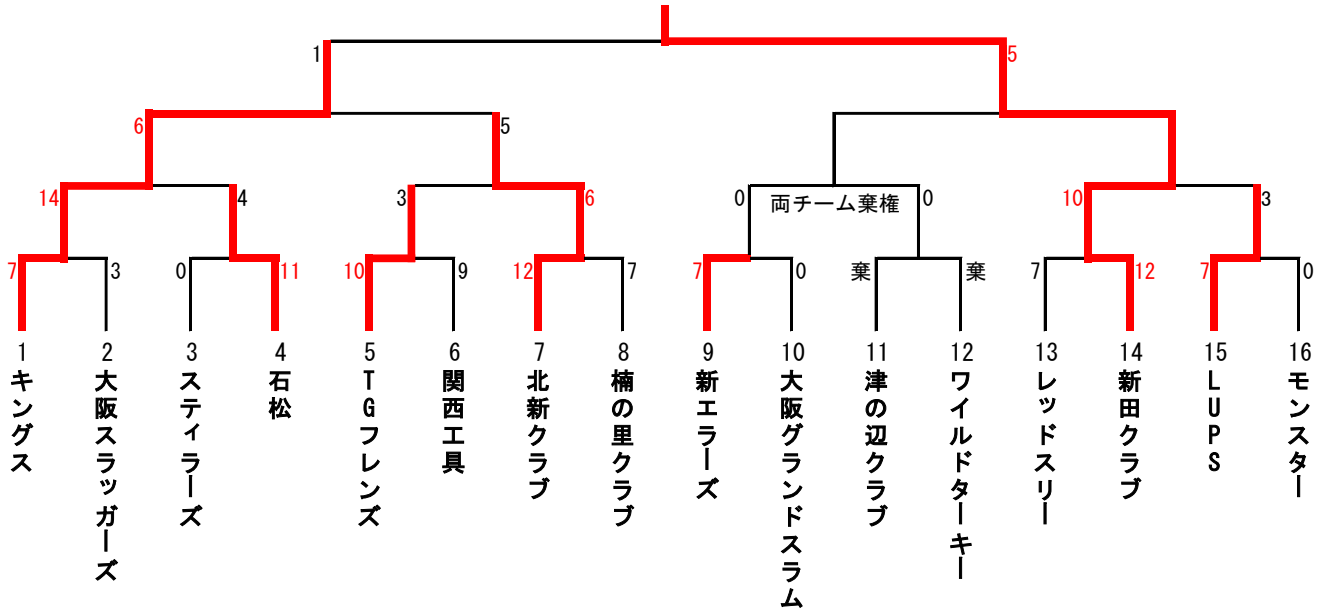 1 5
6 5
14 4 3 6 0 両チーム棄権 0 10 3
7 3 0 11 10 9 12 7 7 0 棄 棄 7 12 7 0
1 2 3 4 5 6 7 8 9 10 11 12 13 14 15 16
キングス
大阪スラッガーズ
スティラーズ
石松
TGフレンズ
関西工具
北新クラブ
楠の里クラブ
新エラーズ
大阪グランドスラム
津の辺クラブ
ワイルドターキー
レッドスリー
新田クラブ
LUPS
モンスター